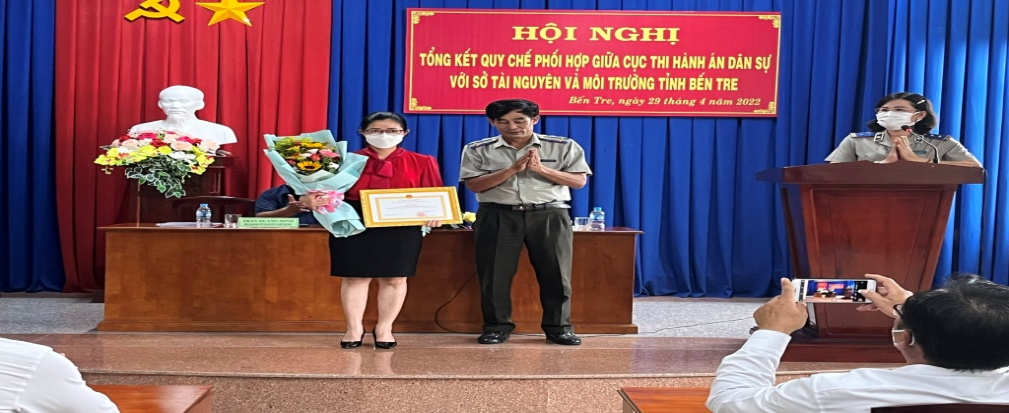 HỘI NGHỊ
TỔNG KẾT QUY CHẾ PHỐI HỢP GIỮA CỤC THI HÀNH ÁN DÂN SỰ
VỚI SỞ TÀI NGUYÊN VÀ MÔI TRƯỜNG TỈNH BẾN TRE
Bến Tre, ngày 29 tháng 4 năm 2022